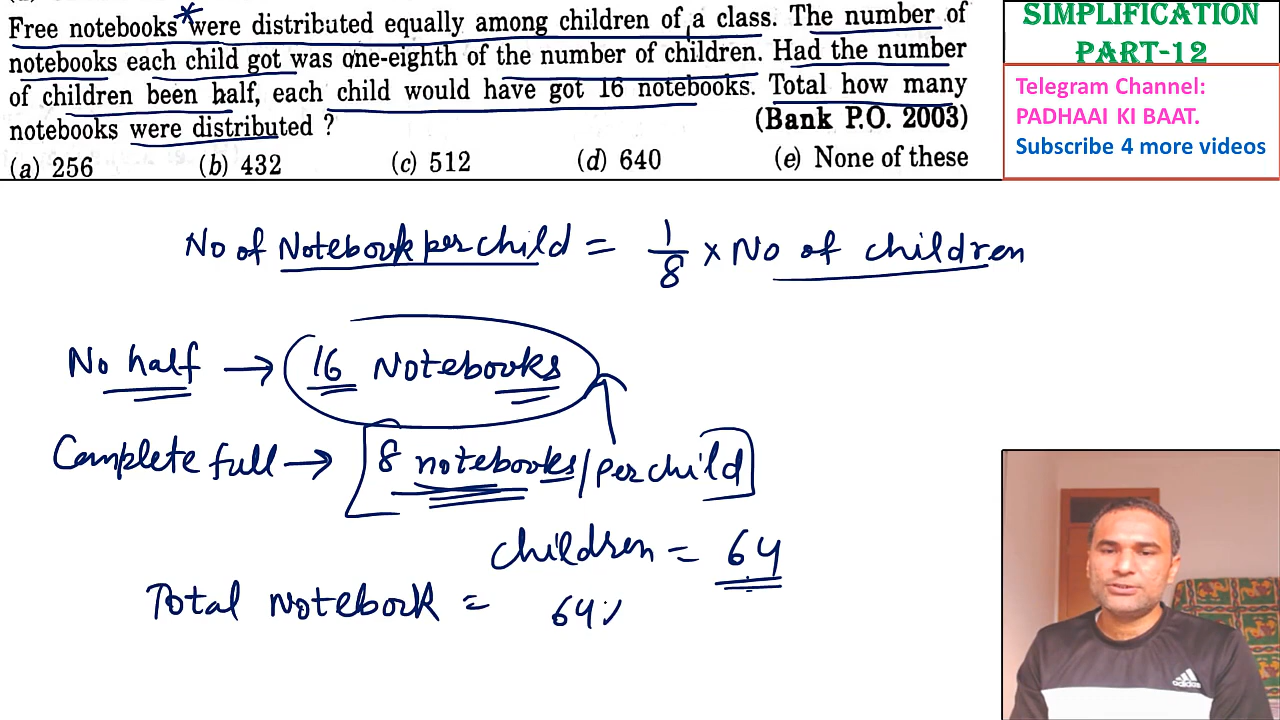 Free notebooks were distributed equally among children of a class. The number of
notebooks each child got was one-eighth of the number of children. Had the number
of children been half, each child would have got 16 notebooks. Total how many
notebooks were distributed ?
(Bank P.O. 2003)
(a) 256 (b) 432 (c) 512 (d) 640 (e) None of these
SIMPLIFICATION
PART-12
Telegram Channel:
PADHAAI KI BAAT.
Subscribe 4 more videos
No of Notebook per child = 1/8 × No of children
No half → 16 Notebooks
Complete full → 8 notebooks/per child
children = 64
Total Notebook = 64
adidas